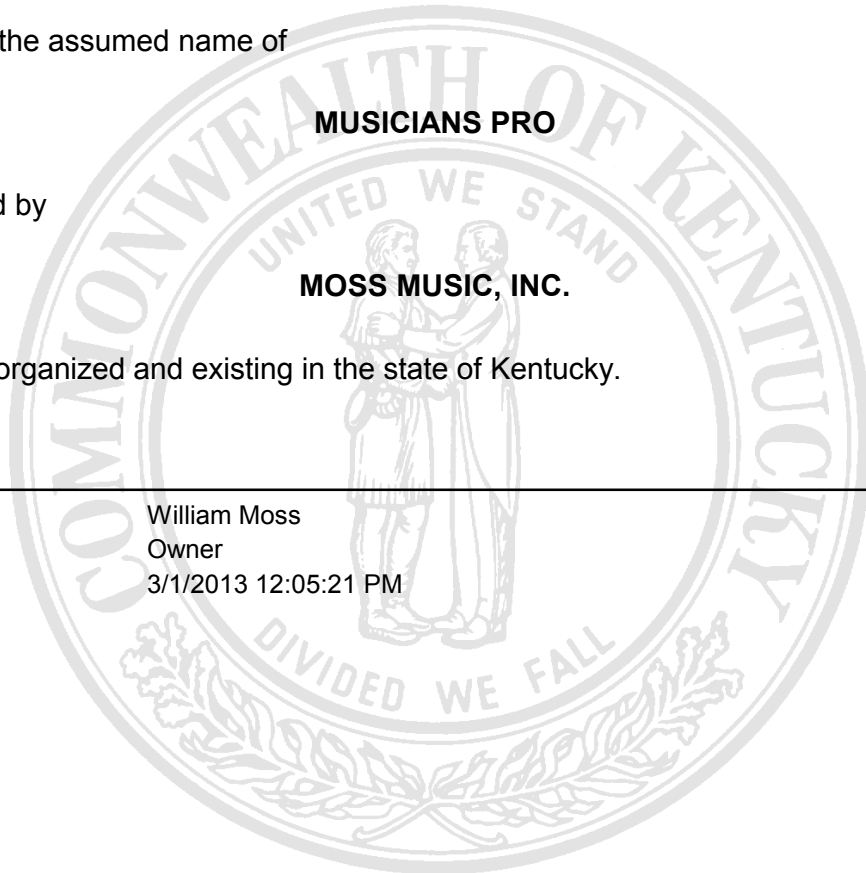 the assumed name of
MUSICIANS PRO
d by
MOSS MUSIC, INC.
organized and existing in the state of Kentucky.
William Moss
Owner
3/1/2013 12:05:21 PM
COMMONWEALTH OF KENTUCKY
UNITED WE STAND
DIVIDED WE FALL